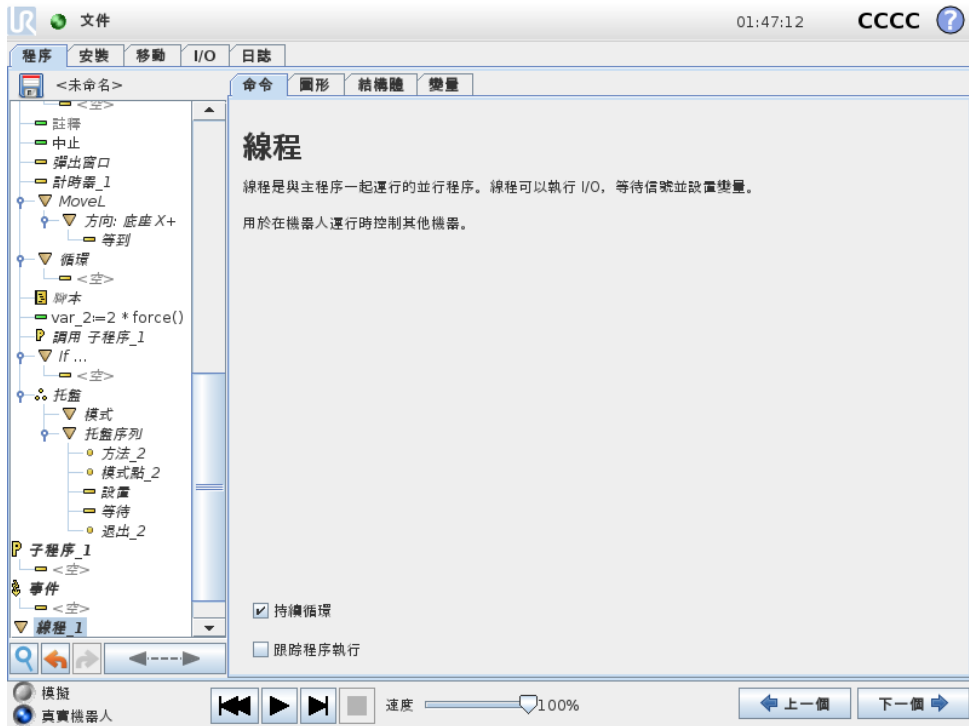 UR 文件 01:47:12 CCCC ?
程序 安裝 移動 I/O 日誌
<未命名>
命令 圖形 結構體 變量
<空>
註釋
中止
彈出窗口
計時器_1
MoveL
方向: 底座 X+
等到
循環
<空>
腳本
var_2:=2 * force()
調用 子程序_1
If ...
<空>
托盤
模式
托盤序列
方法_2
模式點_2
設置
等待
退出_2
子程序_1
<空>
事件
<空>
線程_1
線程
線程是與主程序一起運行的並行程序。線程可以執行 I/O，等待信號並設置變量。
用於在機器人運行時控制其他機器。
持續循環
跟踪程序執行
模擬
真實機器人
速度 100%
上一個 下一個